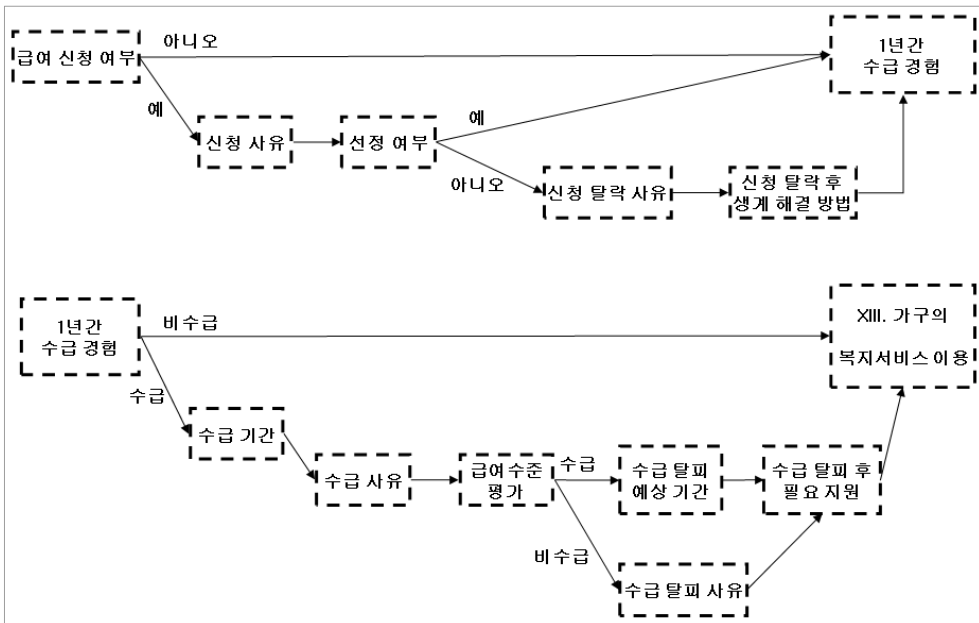 아니오
급여 신청 여부
1년간
수급 경험
예
예
신청 사유
선정 여부
아니오
신청 탈락 사유
신청 탈락 후
생계 해결 방법
1년간
수급 경험
비수급
XIII. 가구의
복지서비스 이용
수급
수급 기간
수급 사유
급여 수준
평가
수급
수급 탈피
예상 기간
수급 탈피 후
필요 지원
비수급
수급 탈피 사유